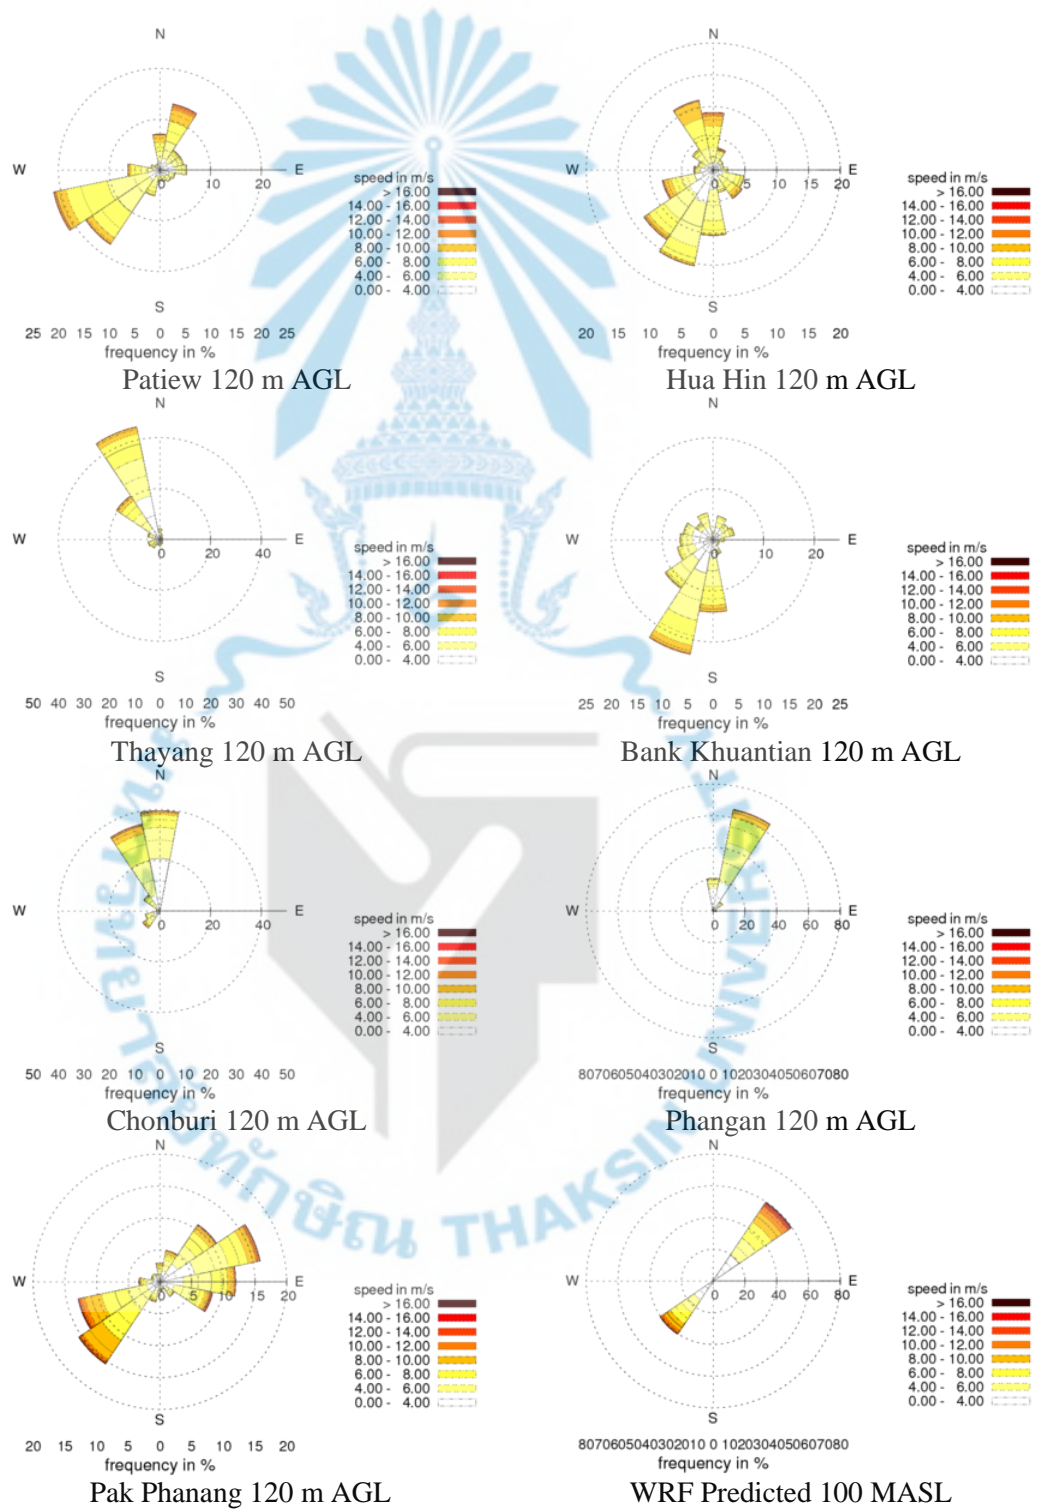 N
W
E
0 10 20
S
speed in m/s
> 16.00
14.00 - 16.00
12.00 - 14.00
10.00 - 12.00
8.00 - 10.00
6.00 - 8.00
4.00 - 6.00
0.00 - 4.00
25 20 15 10 5 0 5 10 15 20 25
frequency in %
Patiew 120 m AGL
N
W
E
0 5 10 15 20
S
speed in m/s
> 16.00
14.00 - 16.00
12.00 - 14.00
10.00 - 12.00
8.00 - 10.00
6.00 - 8.00
4.00 - 6.00
0.00 - 4.00
20 15 10 5 0 5 10 20
frequency in %
Hua Hin 120 m AGL
N
W
E
0 20 40
S
speed in m/s
> 16.00
14.00 - 16.00
12.00 - 14.00
10.00 - 12.00
8.00 - 10.00
6.00 - 8.00
4.00 - 6.00
0.00 - 4.00
50 40 30 20 10 0 10 20 30 40 50
frequency in %
Thayang 120 m AGL
N
W
E
0 10 20
S
speed in m/s
> 16.00
14.00 - 16.00
12.00 - 14.00
10.00 - 12.00
8.00 - 10.00
6.00 - 8.00
4.00 - 6.00
0.00 - 4.00
25 20 15 10 5 0 5 10 15 20 25
frequency in %
Bank Khuantian 120 m AGL
N
W
E
0 20 40
S
speed in m/s
> 16.00
14.00 - 16.00
12.00 - 14.00
10.00 - 12.00
8.00 - 10.00
6.00 - 8.00
4.00 - 6.00
0.00 - 4.00
50 40 30 20 10 0 10 20 30 40 50
frequency in %
Chonburi 120 m AGL
N
W
E
0 20 40 60 80
S
speed in m/s
> 16.00
14.00 - 16.00
12.00 - 14.00
10.00 - 12.00
8.00 - 10.00
6.00 - 8.00
4.00 - 6.00
0.00 - 4.00
8070605040302010 0 1020304050607080
frequency in %
Phangan 120 m AGL
N
W
E
0 5 10 15 20
S
speed in m/s
> 16.00
14.00 - 16.00
12.00 - 14.00
10.00 - 12.00
8.00 - 10.00
6.00 - 8.00
4.00 - 6.00
0.00 - 4.00
20 15 10 5 0 5 10 15 20
frequency in %
Pak Phanang 120 m AGL
N
W
E
0 20 40 60 80
S
speed in m/s
> 16.00
14.00 - 16.00
12.00 - 14.00
10.00 - 12.00
8.00 - 10.00
6.00 - 8.00
4.00 - 6.00
0.00 - 4.00
8070605040302010 0 1020304050607080
frequency in %
WRF Predicted 100 MASL
มหาวิทยาลัยทักษิณ THAKSIN UNIVERSITY